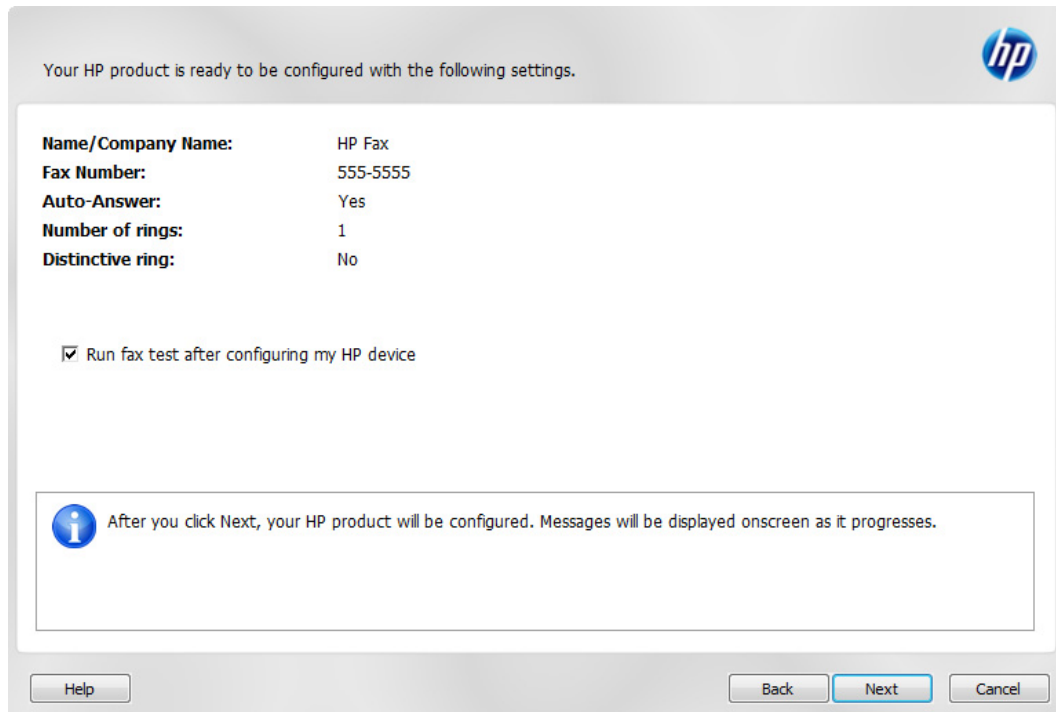 hp
Your HP product is ready to be configured with the following settings.
Name/Company Name: HP Fax
Fax Number: 555-5555
Auto-Answer: Yes
Number of rings: 1
Distinctive ring: No
Run fax test after configuring my HP device
After you click Next, your HP product will be configured. Messages will be displayed onscreen as it progresses.
Help Back Next Cancel